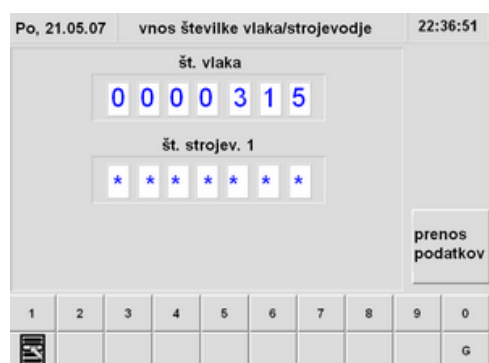 Po, 21.05.07 vnos številke vlaka/strojevodje 22:36:51
št. vlaka
0 0 0 0 3 1 5
št. strojev. 1
* * * * * * *
prenos
podatkov
1 2 3 4 5 6 7 8 9 0
G